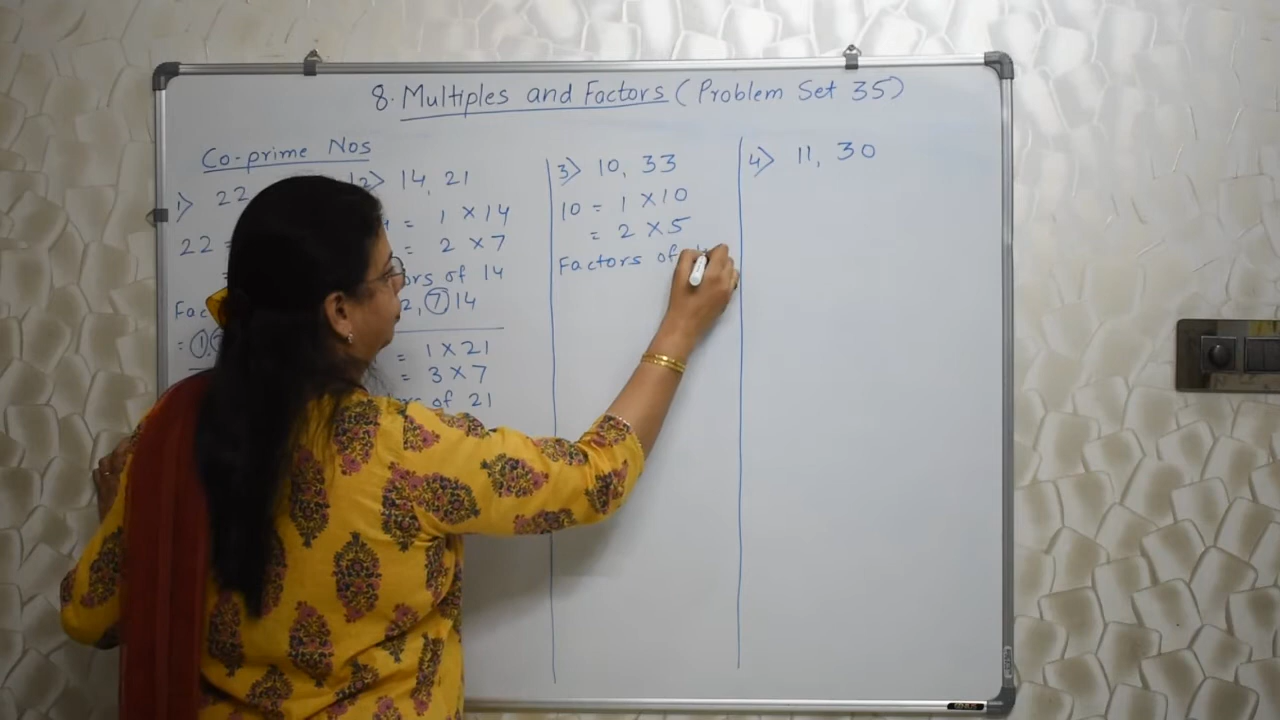 8. Multiples and Factors (Problem Set 35)
Co-prime Nos
1> 22
22 =
Fac
= 1,
2> 14, 21
= 1 × 14
= 2 × 7
ors of 14
2, 7 14
= 1 × 21
= 3 × 7
of 21
3> 10, 33
10 = 1 × 10
= 2 × 5
Factors of
4> 11, 30